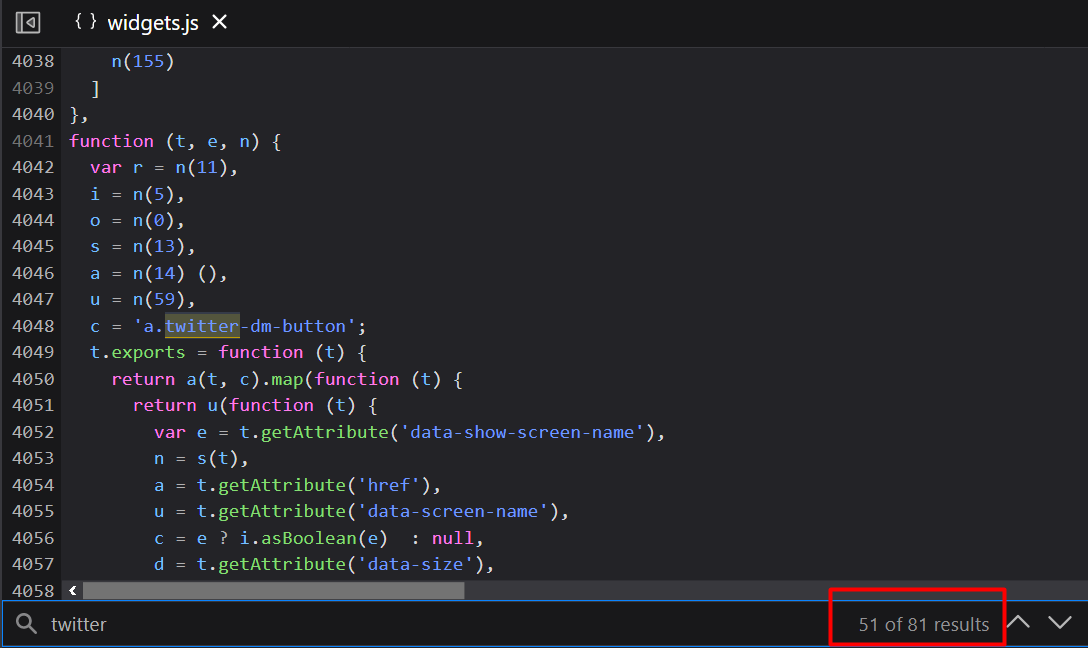 { } widgets.js ×
4038 n(155)
4039 ]
4040 },
4041 function (t, e, n) {
4042 var r = n(11),
4043 i = n(5),
4044 o = n(0),
4045 s = n(13),
4046 a = n(14) (),
4047 u = n(59),
4048 c = 'a.twitter-dm-button';
4049 t.exports = function (t) {
4050 return a(t, c).map(function (t) {
4051 return u(function (t) {
4052 var e = t.getAttribute('data-show-screen-name'),
4053 n = s(t),
4054 a = t.getAttribute('href'),
4055 u = t.getAttribute('data-screen-name'),
4056 c = e ? i.asBoolean(e) : null,
4057 d = t.getAttribute('data-size'),
4058
twitter 51 of 81 results